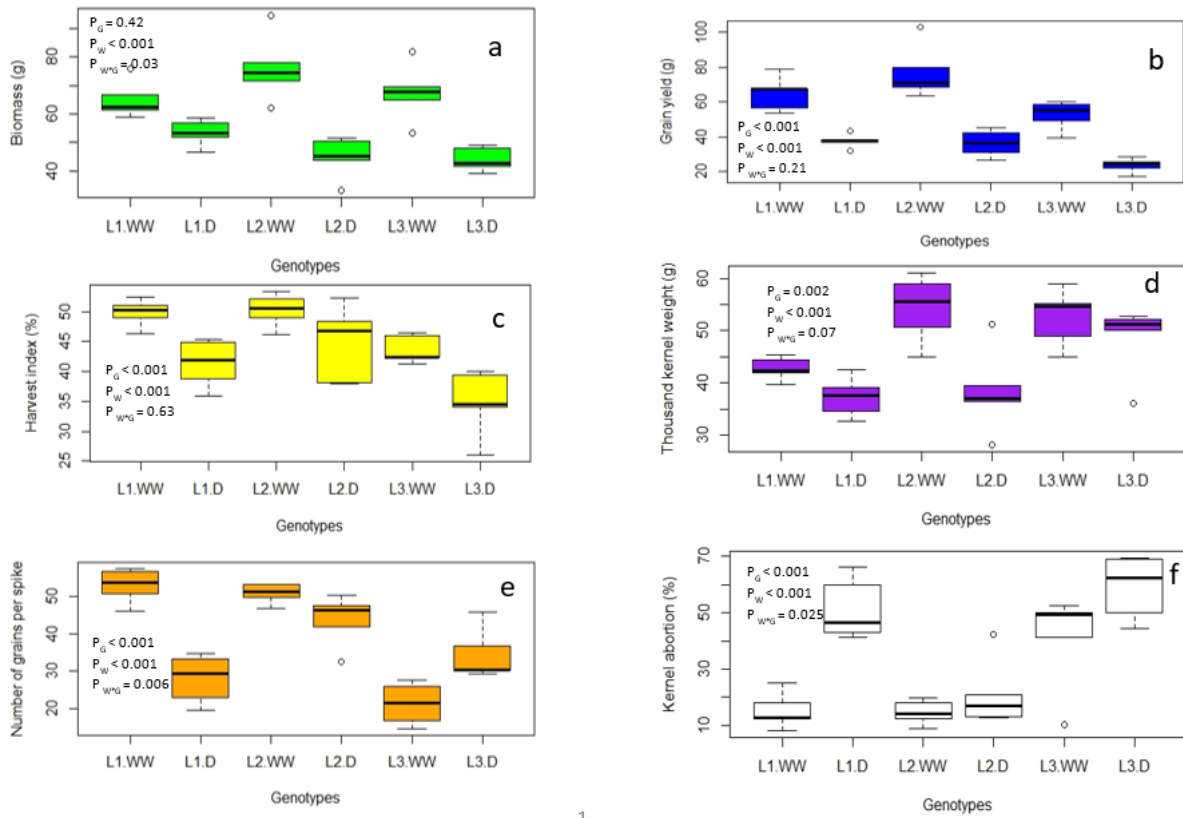 a
P_G = 0.42
P_W < 0.001
P_W*G = 0.03
Biomass (g)
80
60
40
L1.WW L1.D L2.WW L2.D L3.WW L3.D
Genotypes
b
P_G < 0.001
P_W < 0.001
P_W*G = 0.21
Grain yield (g)
100
80
60
40
20
L1.WW L1.D L2.WW L2.D L3.WW L3.D
Genotypes
c
P_G < 0.001
P_W < 0.001
P_W*G = 0.63
Harvest index (%)
50
45
40
35
30
25
L1.WW L1.D L2.WW L2.D L3.WW L3.D
Genotypes
d
P_G = 0.002
P_W < 0.001
P_W*G = 0.07
Thousand kernel weight (g)
60
50
40
30
L1.WW L1.D L2.WW L2.D L3.WW L3.D
Genotypes
e
P_G < 0.001
P_W < 0.001
P_W*G = 0.006
Number of grains per spike
50
40
30
20
L1.WW L1.D L2.WW L2.D L3.WW L3.D
Genotypes
f
P_G < 0.001
P_W < 0.001
P_W*G = 0.025
Kernel abortion (%)
70
50
30
10
L1.WW L1.D L2.WW L2.D L3.WW L3.D
Genotypes